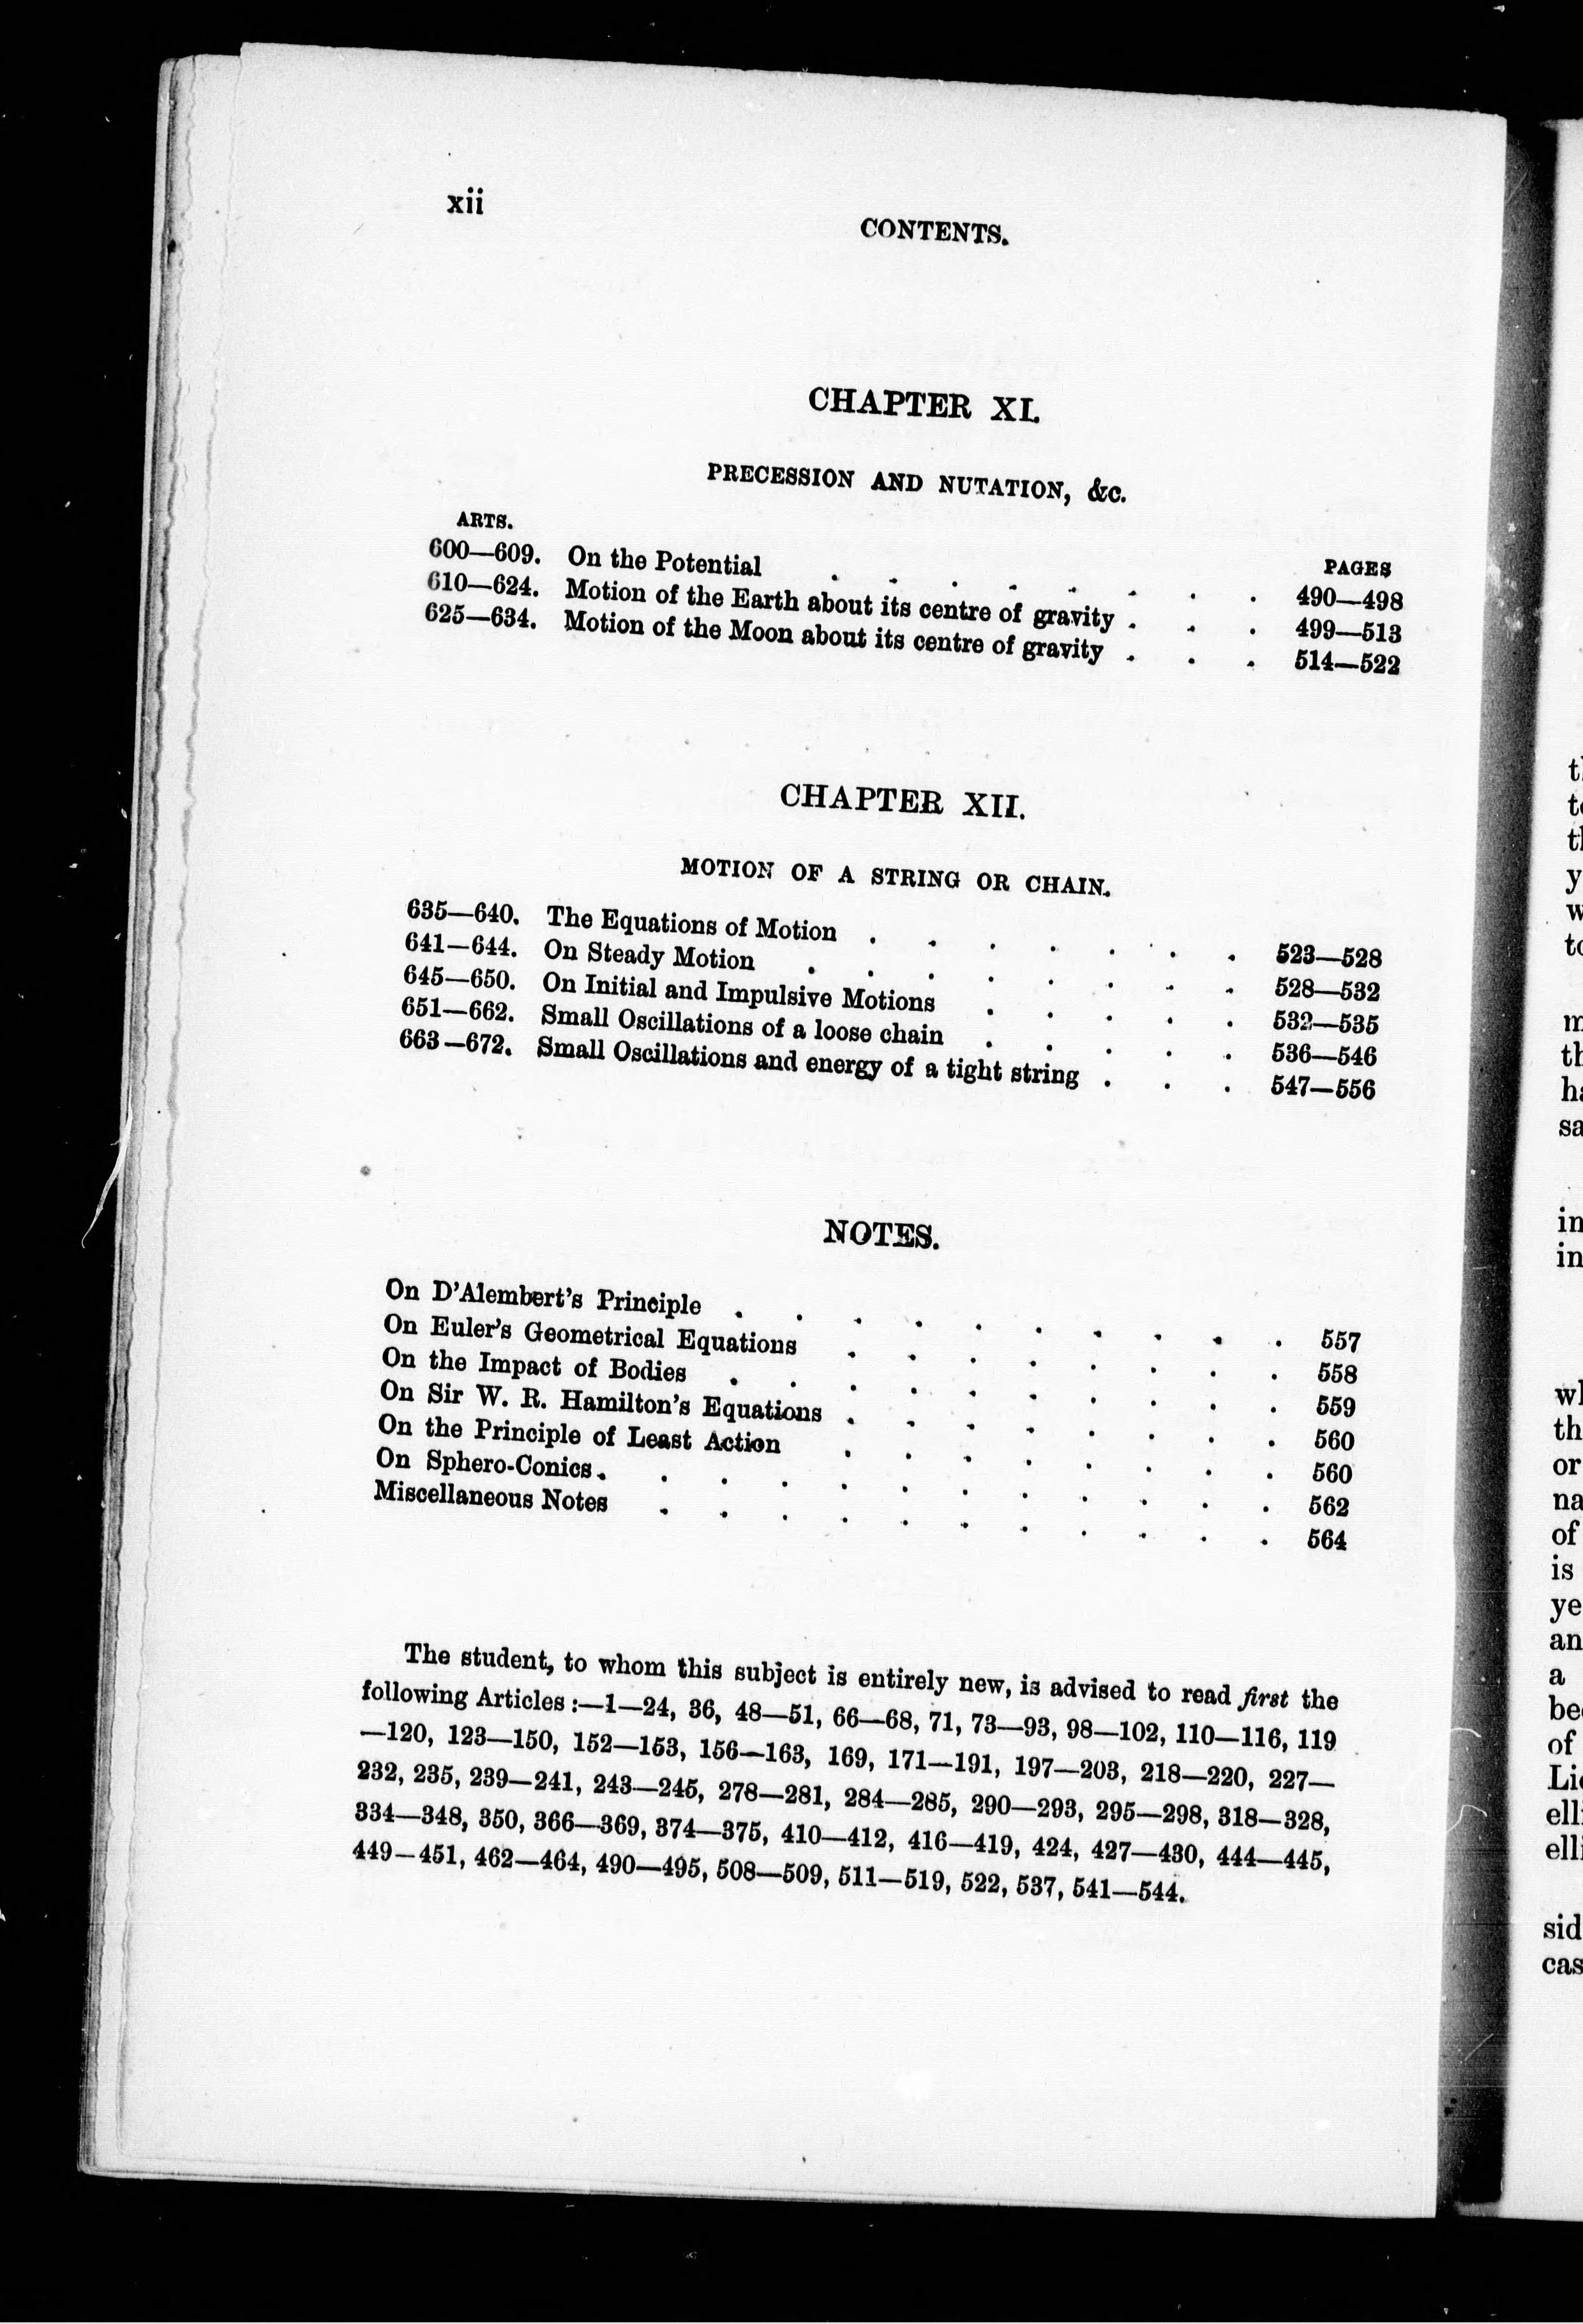 xii
CONTENTS.
CHAPTER XI.
PRECESSION AND NUTATION, &c.
ARTS.
PAGES
600—609. On the Potential . . . . . . . . 490—498
610—624. Motion of the Earth about its centre of gravity . . . 499—513
625—634. Motion of the Moon about its centre of gravity . . . 514—522
CHAPTER XII.
MOTION OF A STRING OR CHAIN.
635—640. The Equations of Motion . . . . . . . 523—528
641—644. On Steady Motion . . . . . . . . 528—532
645—650. On Initial and Impulsive Motions . . . . . 532—535
651—662. Small Oscillations of a loose chain . . . . . 536—546
663—672. Small Oscillations and energy of a tight string . . . 547—556
NOTES.
On D'Alembert's Principle . . . . . . . . . . 557
On Euler's Geometrical Equations . . . . . . . . 558
On the Impact of Bodies . . . . . . . . . . 559
On Sir W. R. Hamilton's Equations . . . . . . . . 560
On the Principle of Least Action . . . . . . . . 560
On Sphero-Conics . . . . . . . . . . . . 562
Miscellaneous Notes . . . . . . . . . . . 564
The student, to whom this subject is entirely new, is advised to read first the
following Articles :—1—24, 36, 48—51, 66—68, 71, 73—93, 98—102, 110—116, 119
—120, 123—150, 152—153, 156—163, 169, 171—191, 197—203, 218—220, 227—
232, 235, 239—241, 243—245, 278—281, 284—285, 290—293, 295—298, 318—328,
334—348, 350, 366—369, 374—375, 410—412, 416—419, 424, 427—430, 444—445,
449—451, 462—464, 490—495, 508—509, 511—519, 522, 537, 541—544.